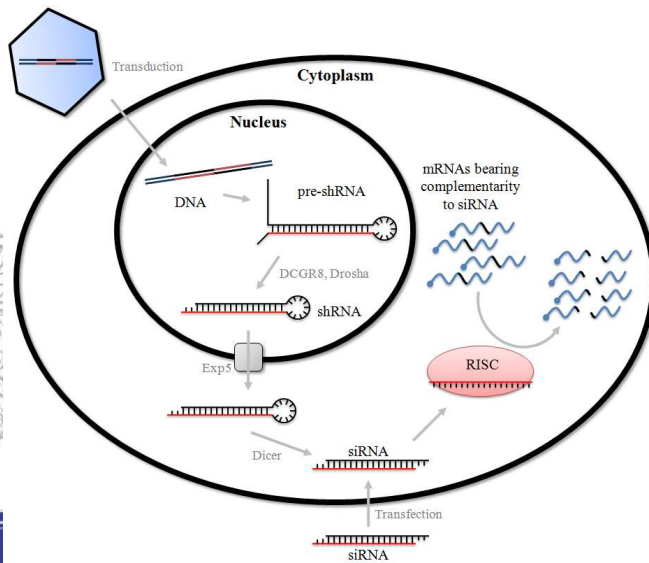 Transduction
Cytoplasm
Nucleus
DNA
pre-shRNA
mRNAs bearing
complementarity
to siRNA
DCGR8, Drosha
shRNA
Exp5
RISC
Dicer
siRNA
Transfection
siRNA